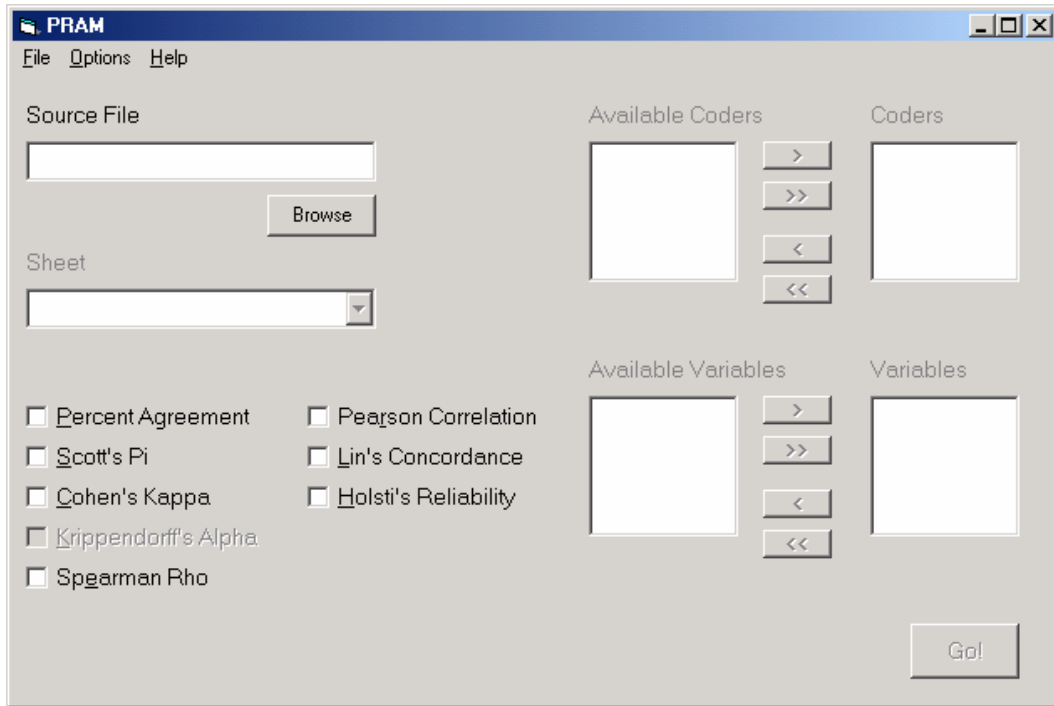 PRAM
File Options Help
Source File
Browse
Sheet
Available Coders
Coders
>
>>
<
<<
Available Variables
Variables
>
>>
<
<<
Percent Agreement
Pearson Correlation
Scott's Pi
Lin's Concordance
Cohen's Kappa
Holsti's Reliability
Krippendorff's Alpha
Spearman Rho
Go!